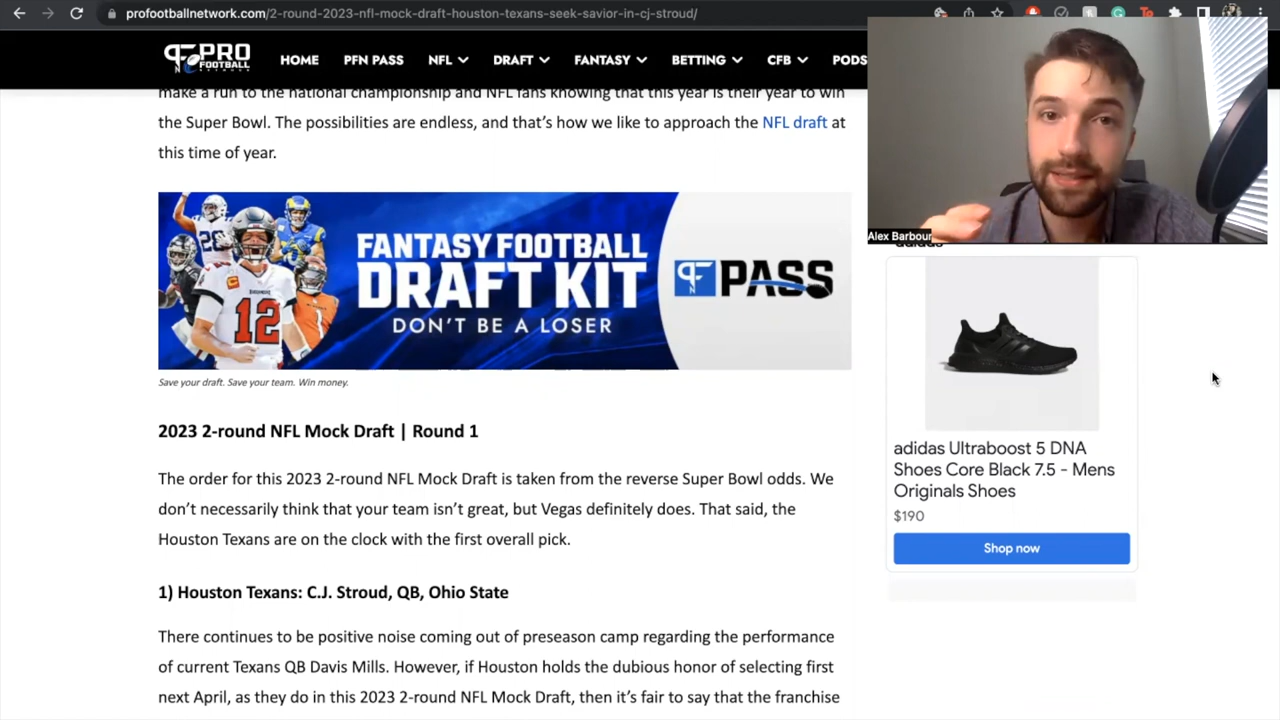 profootballnetwork.com/2-round-2023-nfl-mock-draft-houston-texans-seek-savior-in-cj-stroud/
PRO
FOOTBALL
NETWORK
HOME PFN PASS NFL DRAFT FANTASY BETTING CFB PODS
make a run to the national championship and NFL fans knowing that this year is their year to win
the Super Bowl. The possibilities are endless, and that's how we like to approach the NFL draft at
this time of year.
Alex Barbour
adidas
FANTASY FOOTBALL
DRAFT KIT
DON'T BE A LOSER
PASS
12
Save your draft. Save your team. Win money.
adidas Ultraboost 5 DNA
Shoes Core Black 7.5 - Mens
Originals Shoes
$190
Shop now
2023 2-round NFL Mock Draft | Round 1
The order for this 2023 2-round NFL Mock Draft is taken from the reverse Super Bowl odds. We
don't necessarily think that your team isn't great, but Vegas definitely does. That said, the
Houston Texans are on the clock with the first overall pick.
1) Houston Texans: C.J. Stroud, QB, Ohio State
There continues to be positive noise coming out of preseason camp regarding the performance
of current Texans QB Davis Mills. However, if Houston holds the dubious honor of selecting first
next April, as they do in this 2023 2-round NFL Mock Draft, then it's fair to say that the franchise